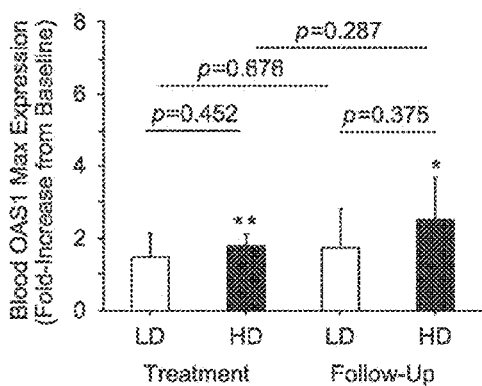 Blood OAS1 Max Expression
(Fold-Increase from Baseline)
8
6
4
2
0
p=0.287
p=0.676
p=0.452
p=0.375
**
*
LD HD LD HD
Treatment Follow-Up